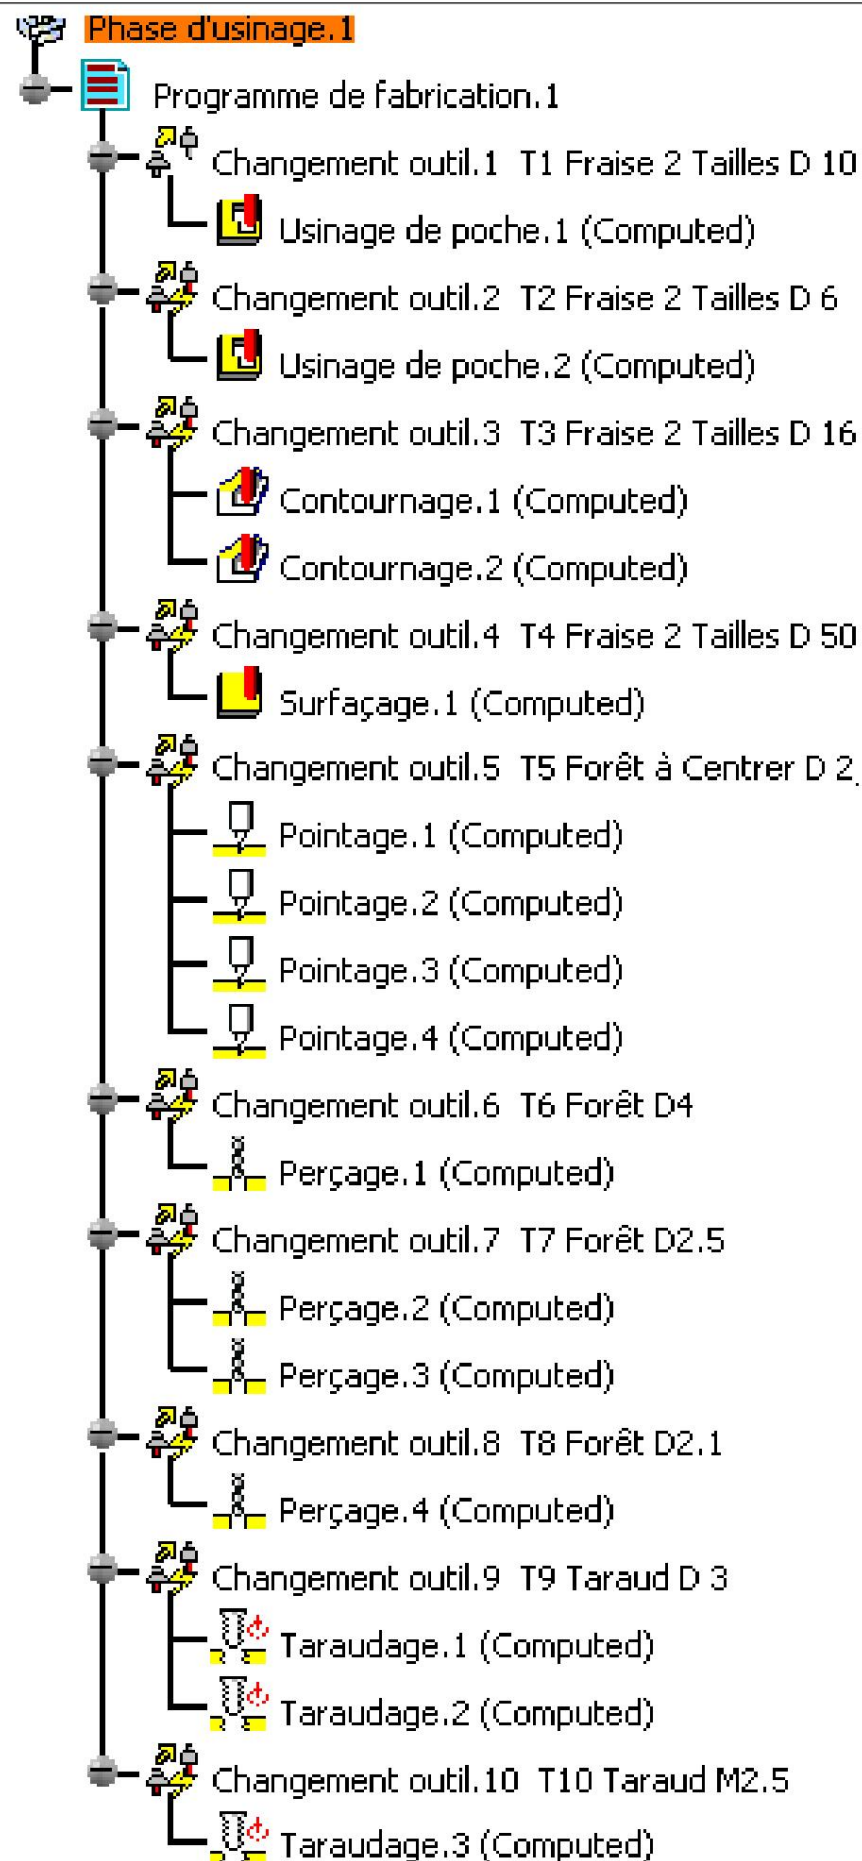 Phase d'usinage.1
Programme de fabrication.1
Changement outil.1 T1 Fraise 2 Tailles D 10
Usinage de poche.1 (Computed)
Changement outil.2 T2 Fraise 2 Tailles D 6
Usinage de poche.2 (Computed)
Changement outil.3 T3 Fraise 2 Tailles D 16
Contournage.1 (Computed)
Contournage.2 (Computed)
Changement outil.4 T4 Fraise 2 Tailles D 50
Surfaçage.1 (Computed)
Changement outil.5 T5 Forêt à Centrer D 2
Pointage.1 (Computed)
Pointage.2 (Computed)
Pointage.3 (Computed)
Pointage.4 (Computed)
Changement outil.6 T6 Forêt D4
Perçage.1 (Computed)
Changement outil.7 T7 Forêt D2.5
Perçage.2 (Computed)
Perçage.3 (Computed)
Changement outil.8 T8 Forêt D2.1
Perçage.4 (Computed)
Changement outil.9 T9 Taraud D 3
Taraudage.1 (Computed)
Taraudage.2 (Computed)
Changement outil.10 T10 Taraud M2.5
Taraudage.3 (Computed)